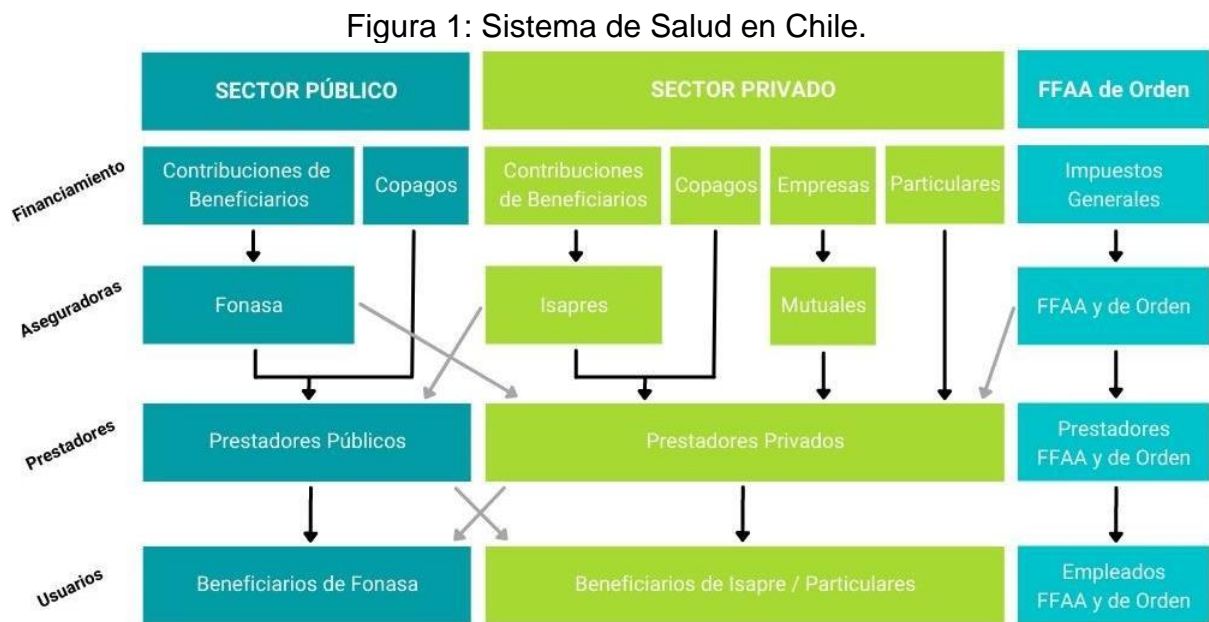 Figura 1: Sistema de Salud en Chile.
SECTOR PÚBLICO
SECTOR PRIVADO
FFAA de Orden
Financiamiento
Contribuciones de
Beneficiarios
Copagos
Contribuciones
de Beneficiarios
Copagos
Empresas
Particulares
Impuestos
Generales
Aseguradoras
Fonasa
Isapres
Mutuales
FFAA y de Orden
Prestadores
Prestadores Públicos
Prestadores Privados
Prestadores
FFAA y de Orden
Usuarios
Beneficiarios de Fonasa
Beneficiarios de Isapre / Particulares
Empleados
FFAA y de Orden